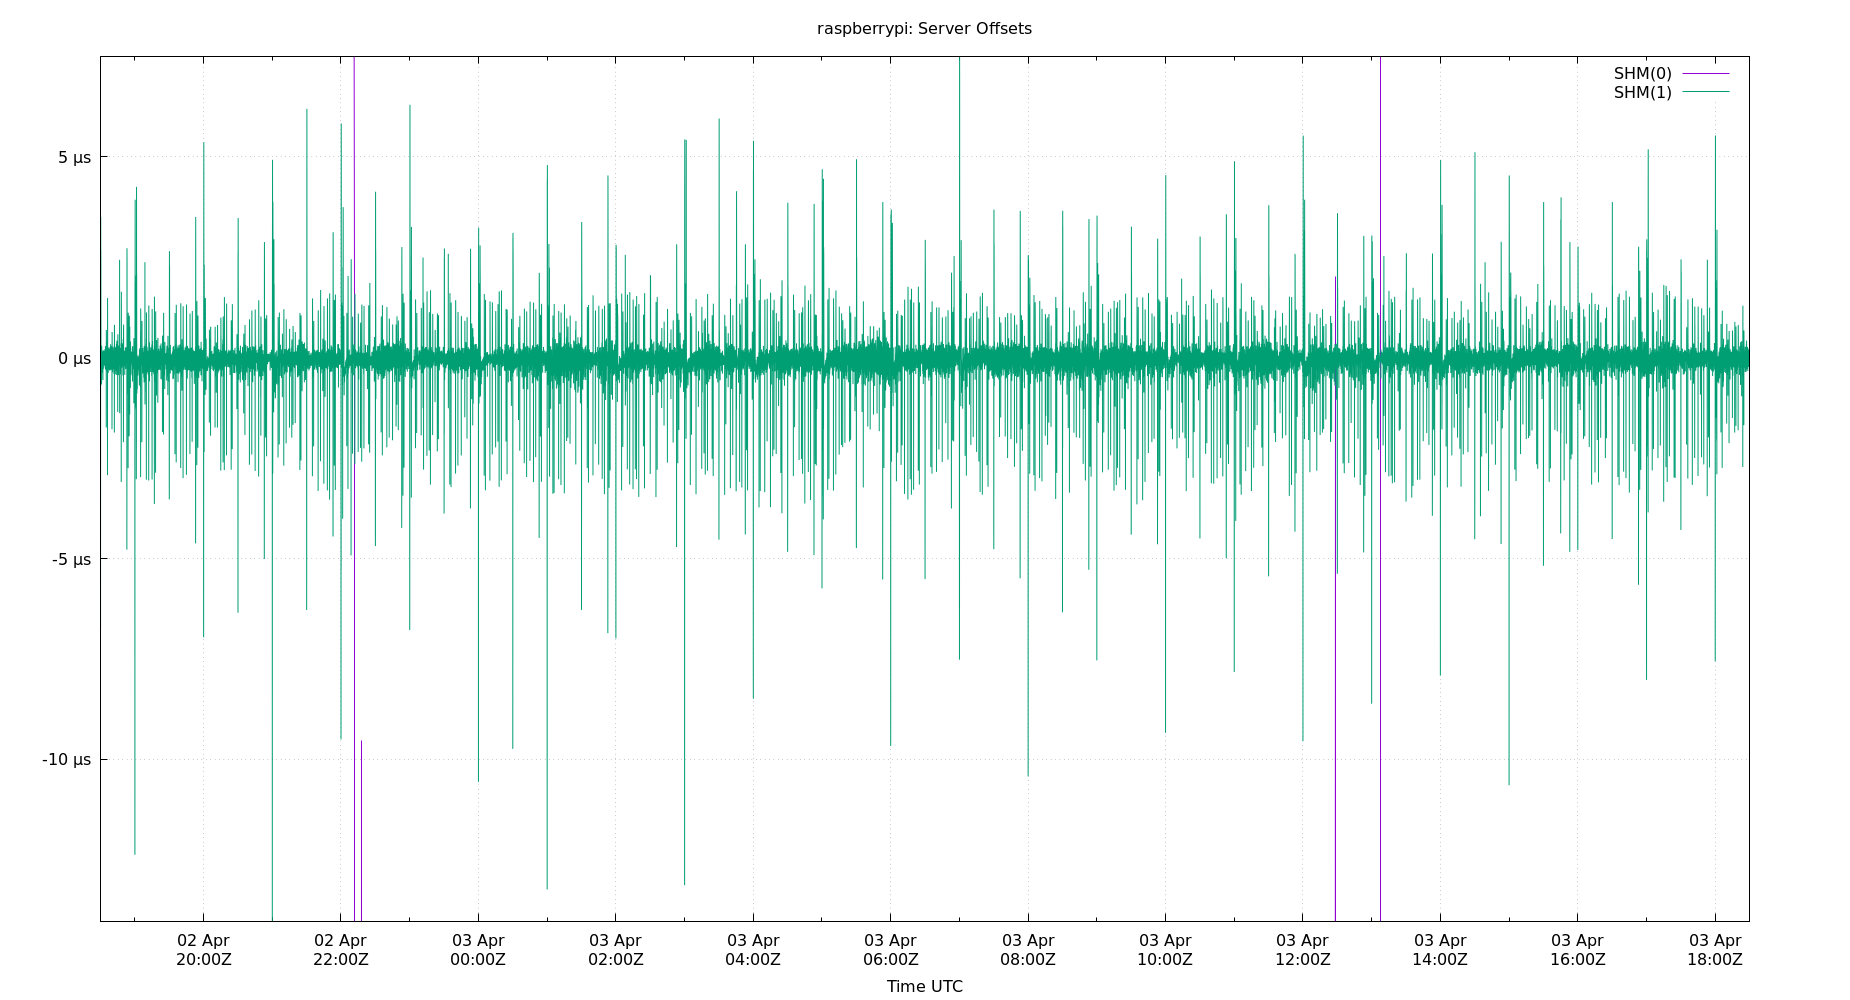 raspberrypi: Server Offsets
SHM(0)
SHM(1)
5 µs
0 µs
-5 µs
-10 µs
02 Apr 02 Apr 03 Apr 03 Apr 03 Apr 03 Apr 03 Apr 03 Apr 03 Apr 03 Apr 03 Apr 03 Apr
20:00Z 22:00Z 00:00Z 02:00Z 04:00Z 06:00Z 08:00Z 10:00Z 12:00Z 14:00Z 16:00Z 18:00Z
Time UTC